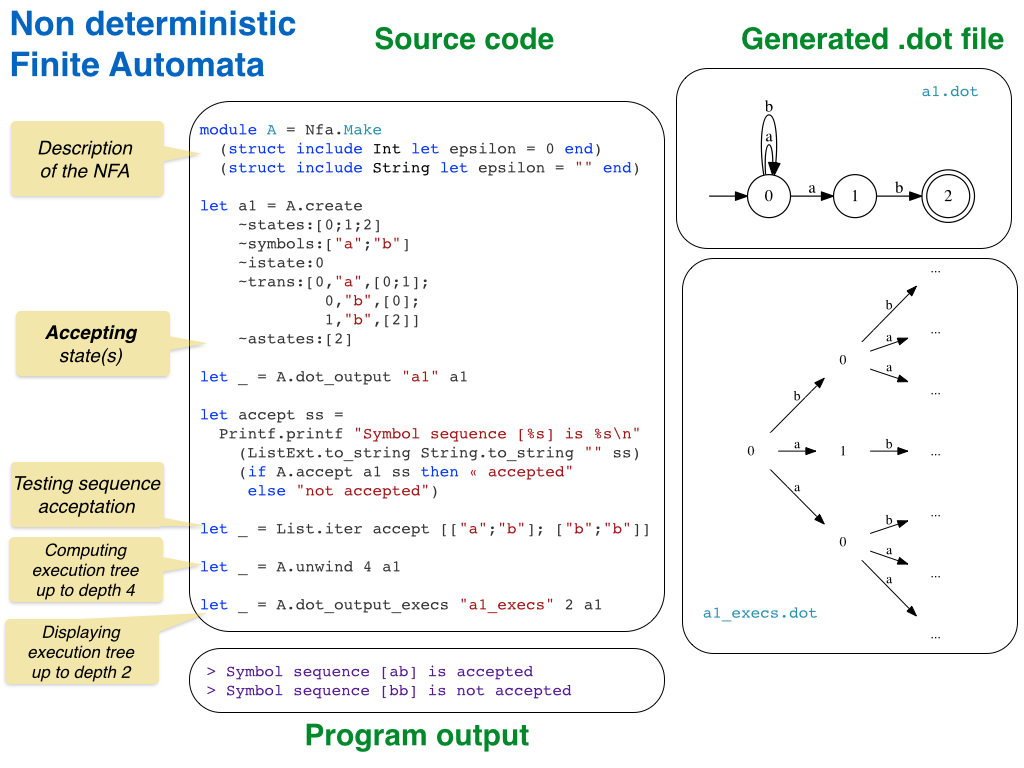 Non deterministic
Finite Automata
Source code
Generated .dot file
Description
of the NFA
Accepting
state(s)
Testing sequence
acceptation
Computing
execution tree
up to depth 4
Displaying
execution tree
up to depth 2
module A = Nfa.Make
  (struct include Int let epsilon = 0 end)
  (struct include String let epsilon = "" end)
let a1 = A.create
    ~states:[0;1;2]
    ~symbols:["a";"b"]
    ~istate:0
    ~trans:[0,"a",[0;1];
             0,"b",[0];
             1,"b",[2]]
    ~astates:[2]
let _ = A.dot_output "a1" a1
let accept ss =
  Printf.printf "Symbol sequence [%s] is %s\n"
    (ListExt.to_string String.to_string "" ss)
    (if A.accept a1 ss then « accepted"
     else "not accepted")
let _ = List.iter accept [["a";"b"]; ["b";"b"]]
let _ = A.unwind 4 a1
let _ = A.dot_output_execs "a1_execs" 2 a1
> Symbol sequence [ab] is accepted
> Symbol sequence [bb] is not accepted
Program output
a1.dot
b
a
0 a 1 b 2
...
b
...
a
0
a
...
b
0 a 1 b ...
a
...
b
0
a
...
a
a1_execs.dot
...